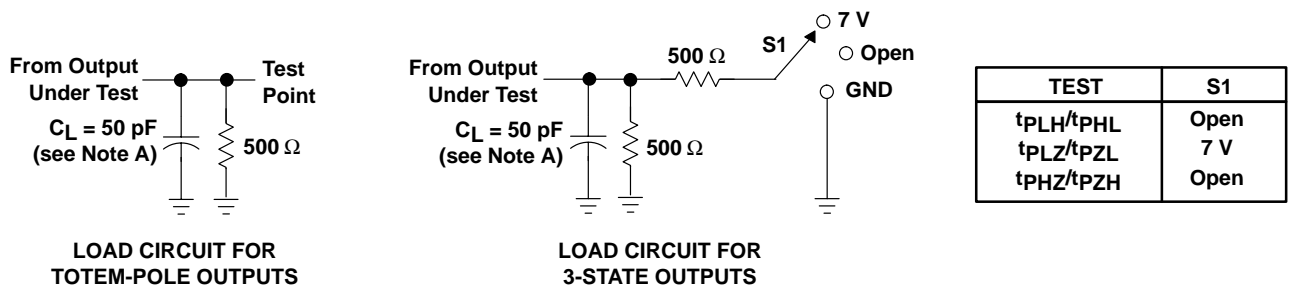 From Output
Under Test
Test
Point
CL = 50 pF
(see Note A)
500 Ω
LOAD CIRCUIT FOR
TOTEM-POLE OUTPUTS
From Output
Under Test
CL = 50 pF
(see Note A)
500 Ω
500 Ω
S1
7 V
Open
GND
LOAD CIRCUIT FOR
3-STATE OUTPUTS
TEST S1
tPLH/tPHL Open
tPLZ/tPZL 7 V
tPHZ/tPZH Open